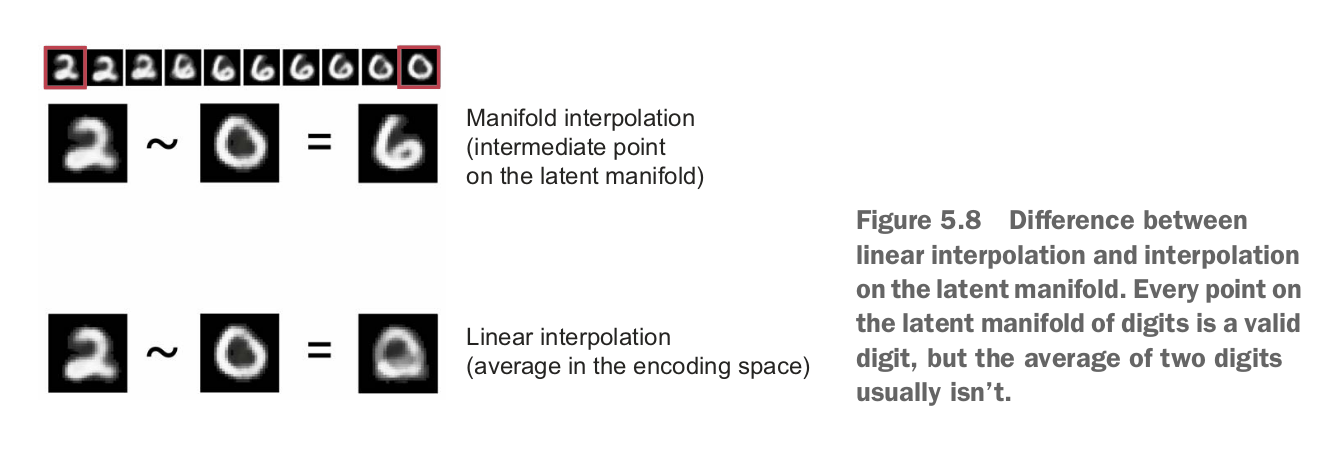 2 2 2 6 6 6 6 6 0 0
2 ~ 0 = 6
Manifold interpolation
(intermediate point
on the latent manifold)
2 ~ 0 =
Linear interpolation
(average in the encoding space)
Figure 5.8 Difference between
linear interpolation and interpolation
on the latent manifold. Every point on
the latent manifold of digits is a valid
digit, but the average of two digits
usually isn’t.